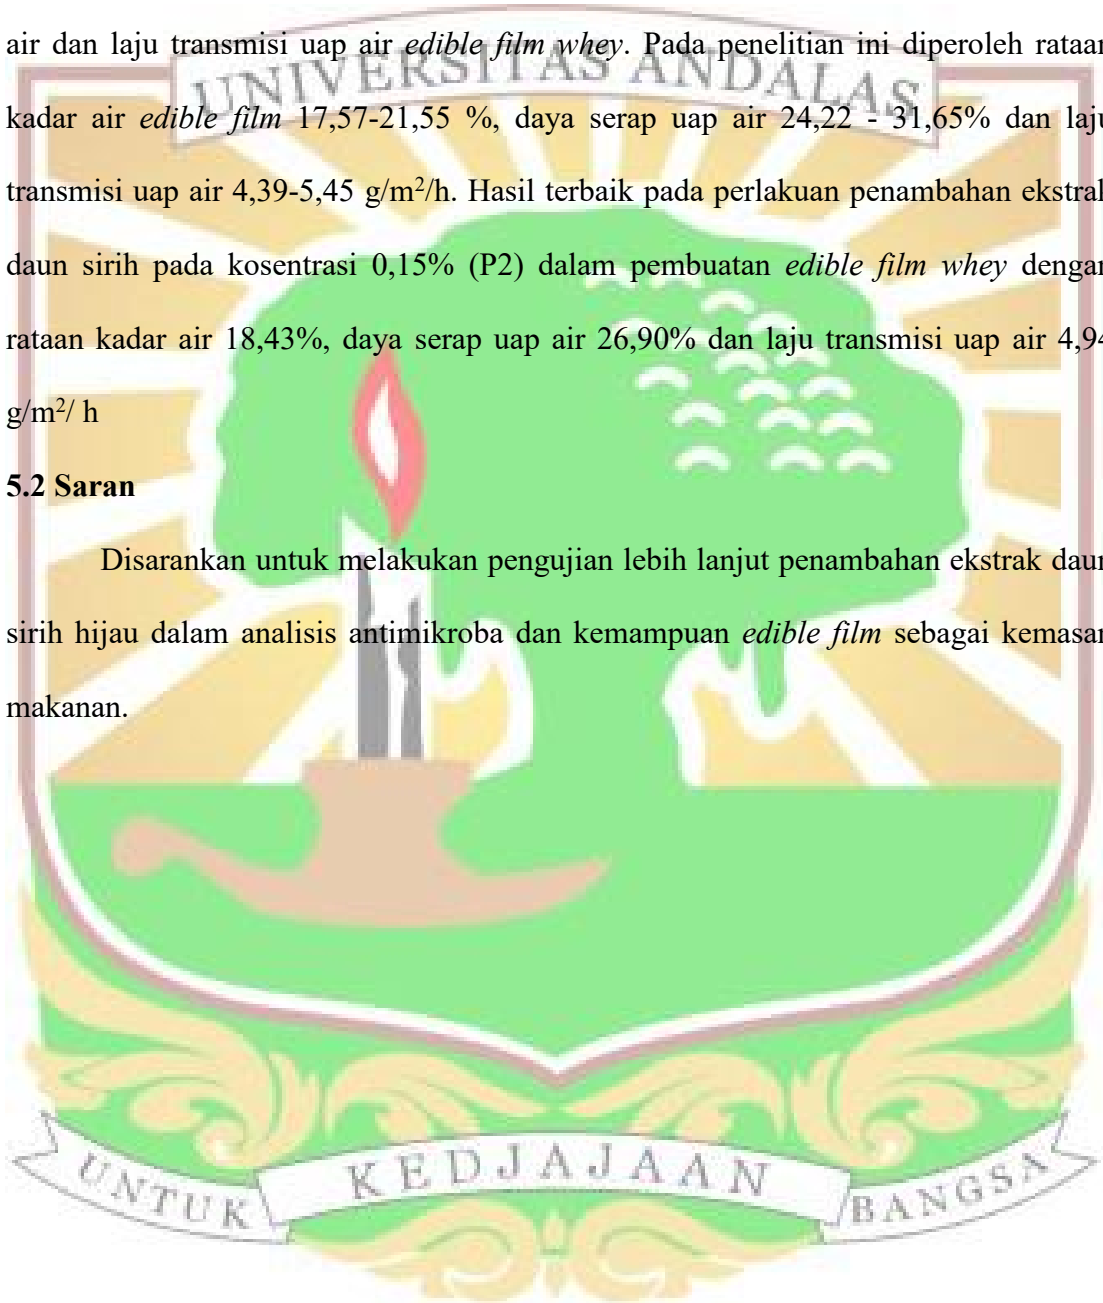 air dan laju transmisi uap air edible film whey. Pada penelitian ini diperoleh rataan
UNIVERSITAS ANDALAS
kadar air edible film 17,57-21,55 %, daya serap uap air 24,22 - 31,65% dan laju
transmisi uap air 4,39-5,45 g/m²/h. Hasil terbaik pada perlakuan penambahan ekstrak
daun sirih pada kosentrasi 0,15% (P2) dalam pembuatan edible film whey dengan
rataan kadar air 18,43%, daya serap uap air 26,90% dan laju transmisi uap air 4,94
g/m²/ h
5.2 Saran
Disarankan untuk melakukan pengujian lebih lanjut penambahan ekstrak daun
sirih hijau dalam analisis antimikroba dan kemampuan edible film sebagai kemasan
makanan.
UNTUK KEDJAJAAN BANGSA